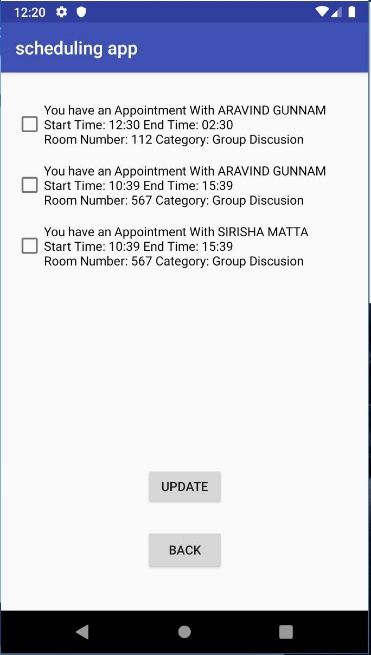 12:20
scheduling app
You have an Appointment With ARAVIND GUNNAM
Start Time: 12:30 End Time: 02:30
Room Number: 112 Category: Group Discusion
You have an Appointment With ARAVIND GUNNAM
Start Time: 10:39 End Time: 15:39
Room Number: 567 Category: Group Discusion
You have an Appointment With SIRISHA MATTA
Start Time: 10:39 End Time: 15:39
Room Number: 567 Category: Group Discusion
UPDATE
BACK